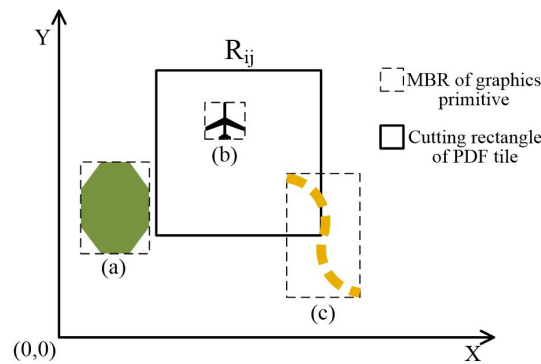 Y
R_ij
MBR of graphics
primitive
(b)
Cutting rectangle
of PDF tile
(a)
(c)
(0,0)
X